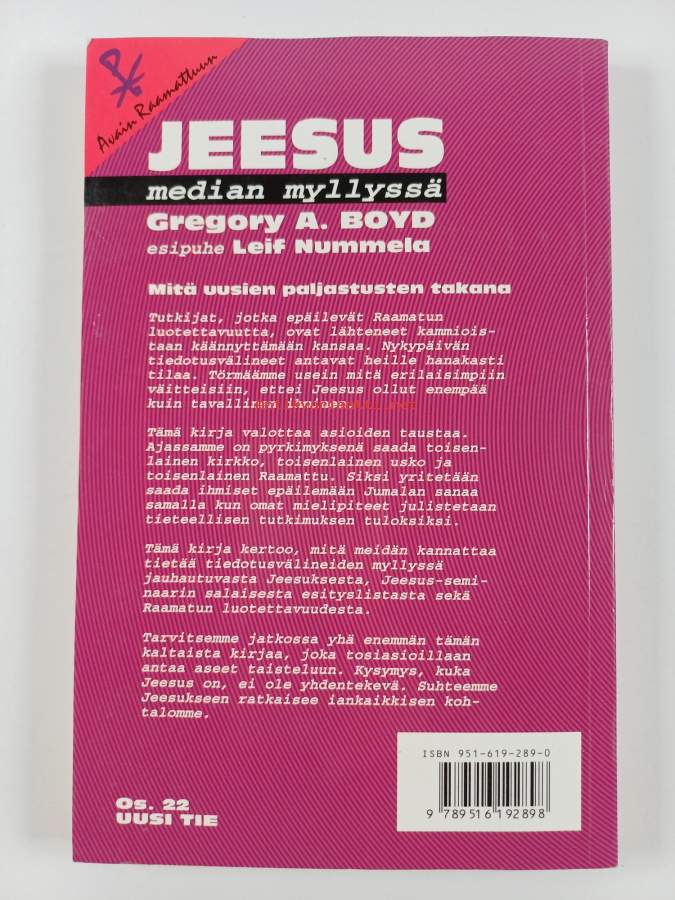 Avain Raamattuun
JEESUS
median myllyssä
Gregory A. BOYD
esipuhe Leif Nummela
Mitä uusien paljastusten takana
Tutkijat, jotka epäilevät Raamatun
luotettavuutta, ovat lähteneet kammiois-
taan käännyttämään kansaa. Nykypäivän
tiedotusvälineet antavat heille hanakasti
tilaa. Törmäämme usein mitä erilaisimpiin
väitteisiin, ettei Jeesus ollut enempää
kuin tavallinen
Tämä kirja valottaa asioiden taustaa.
Ajassamme on pyrkimyksenä saada toisen-
lainen kirkko, toisenlainen usko ja
toisenlainen Raamattu. Siksi yritetään
saada ihmiset epäilemään Jumalan sanaa
samalla kun omat mielipiteet julistetaan
tieteellisen tutkimuksen tuloksiksi.
Tämä kirja kertoo, mitä meidän kannattaa
tietää tiedotusvälineiden myllyssä
jauhautuvasta Jeesuksesta, Jeesus-semi-
naarin salaisesta esityslistasta sekä
Raamatun luotettavuudesta.
Tarvitsemme jatkossa yhä enemmän tämän
kaltaista kirjaa, joka tosiasioillaan
antaa aseet taisteluun. Kysymys, kuka
Jeesus on, ei ole yhdentekevä. Suhteemme
Jeesukseen ratkaisee iankaikkisen koh-
talomme.
ISBN 951-619-289-0
9 789516 192898
Os. 22
UUSI TIE